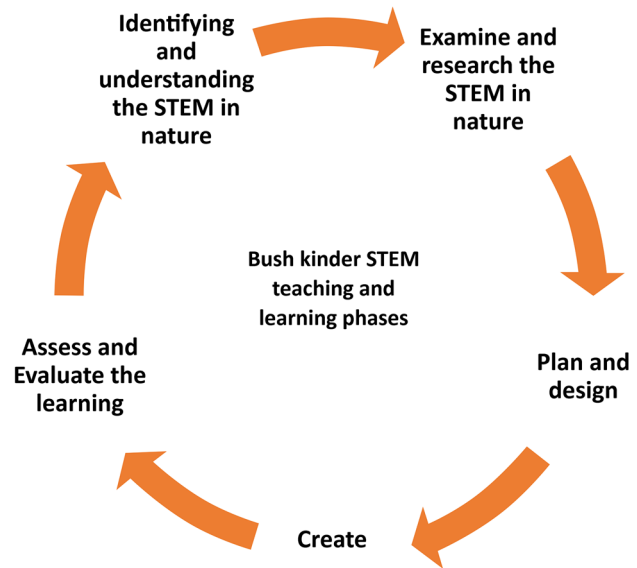 Identifying
and
understanding
the STEM in
nature
Examine and
research the
STEM in
nature
Bush kinder STEM
teaching and
learning phases
Plan and
design
Create
Assess and
Evaluate the
learning